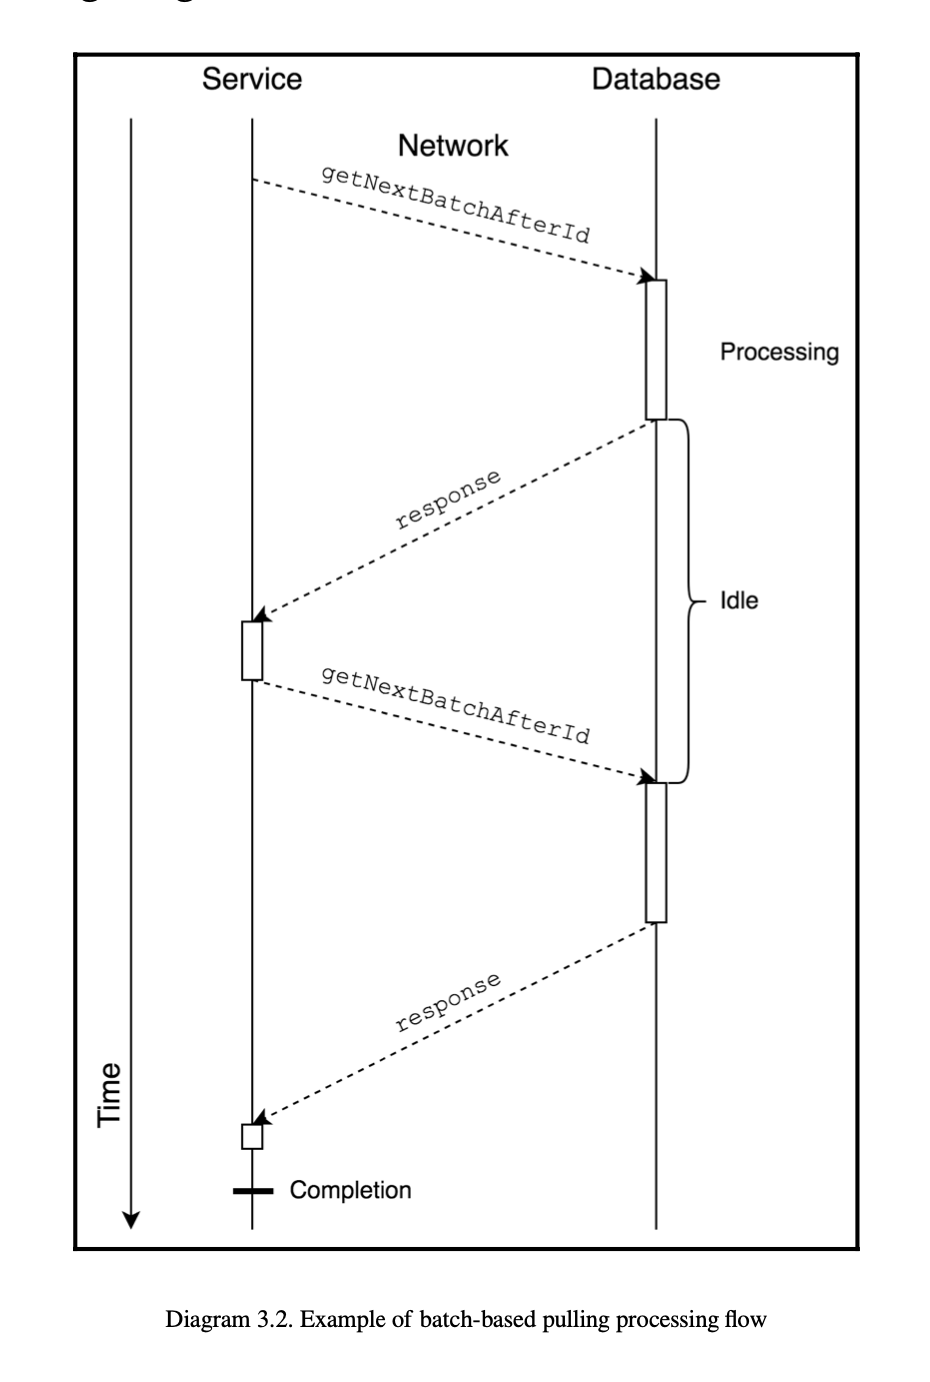 Service
Database
Network
getNextBatchAfterId
Processing
response
Idle
getNextBatchAfterId
response
Time
Completion
Diagram 3.2. Example of batch-based pulling processing flow